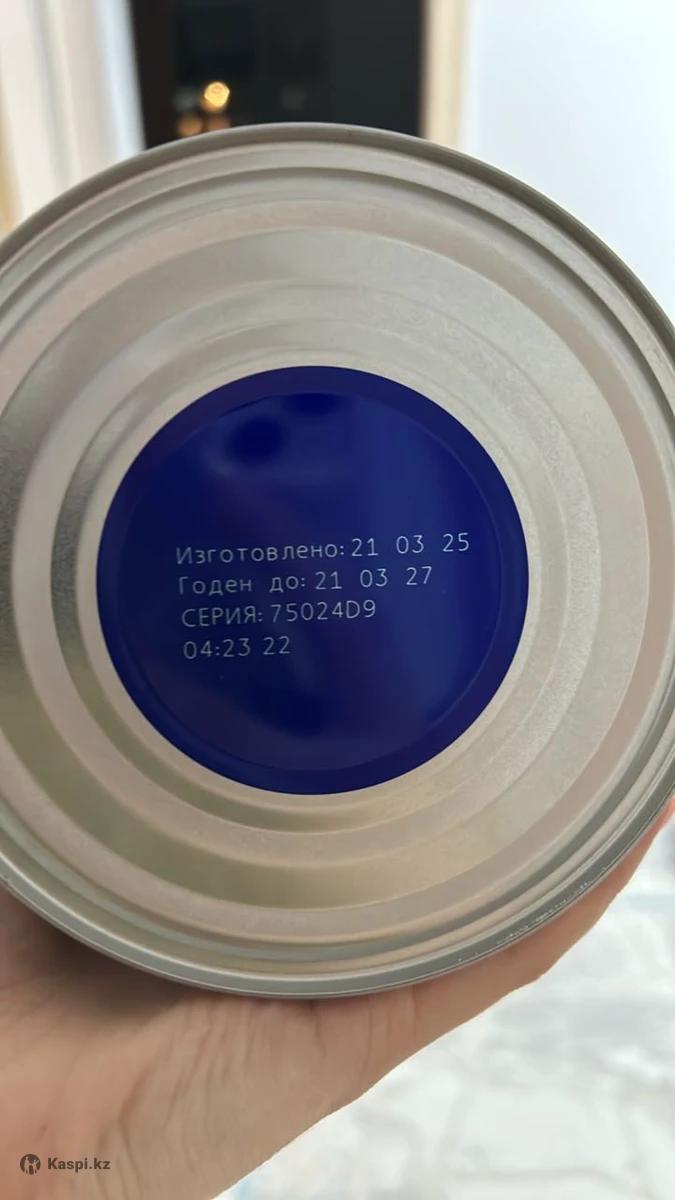 Изготовлено: 21 03 25
Годен до: 21 03 27
СЕРИЯ: 75024D9
04:23 22
Kaspi.kz